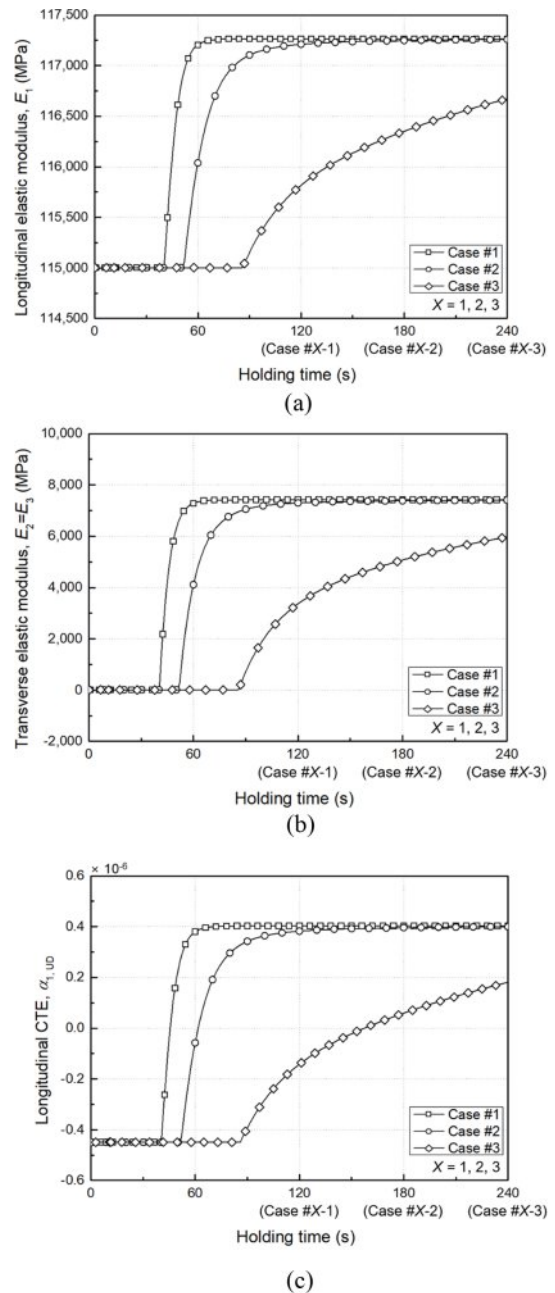 117,500
117,000
116,500
116,000
115,500
115,000
114,500
Longitudinal elastic modulus, E1 (MPa)
Case #1
Case #2
Case #3
X = 1, 2, 3
0 60 120 180 240
(Case #X-1) (Case #X-2) (Case #X-3)
Holding time (s)
(a)
10,000
8,000
6,000
4,000
2,000
0
-2,000
Transverse elastic modulus, E2=E3 (MPa)
Case #1
Case #2
Case #3
X = 1, 2, 3
0 60 120 180 240
(Case #X-1) (Case #X-2) (Case #X-3)
Holding time (s)
(b)
× 10-6
0.6
0.4
0.2
0.0
-0.2
-0.4
-0.6
Longitudinal CTE, α1, UD
Case #1
Case #2
Case #3
X = 1, 2, 3
0 60 120 180 240
(Case #X-1) (Case #X-2) (Case #X-3)
Holding time (s)
(c)